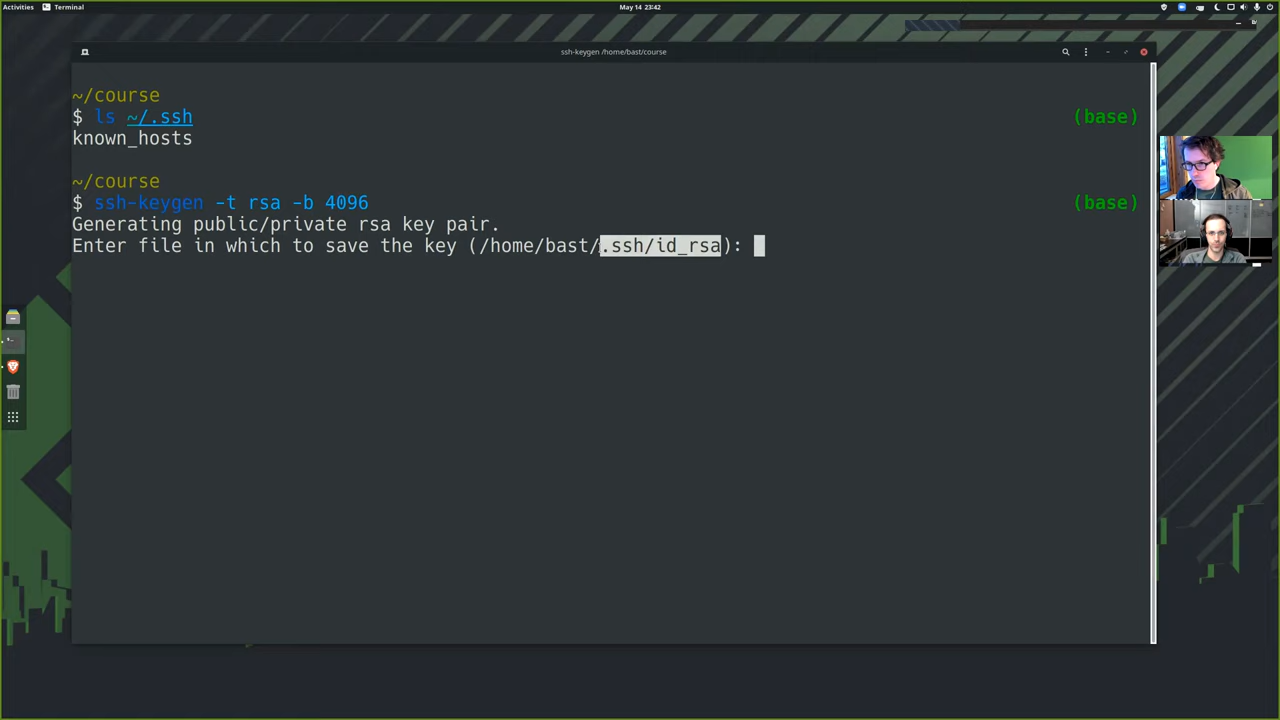 Activities Terminal May 14 23:42
ssh-keygen /home/bast/course
~/course
$ ls ~/.ssh (base)
known_hosts
~/course
$ ssh-keygen -t rsa -b 4096 (base)
Generating public/private rsa key pair.
Enter file in which to save the key (/home/bast/.ssh/id_rsa):